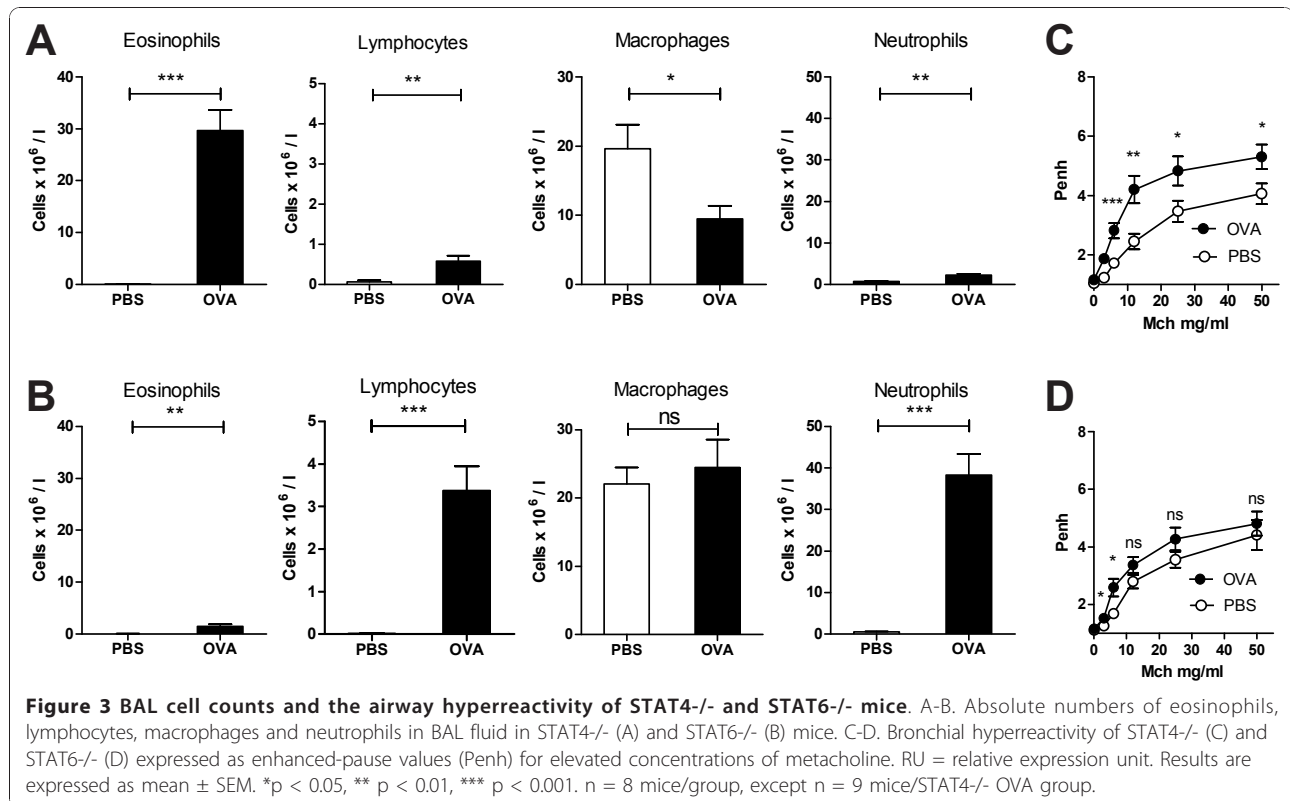 A
Eosinophils
***
Cells x 10⁶ / l
40
30
20
10
0
PBS
OVA
Lymphocytes
**
Cells x 10⁶ / l
5
4
3
2
1
0
PBS
OVA
Macrophages
*
Cells x 10⁶ / l
30
20
10
0
PBS
OVA
Neutrophils
**
Cells x 10⁶ / l
50
40
30
20
10
0
PBS
OVA
C
Penh
8
6
4
2
***
**
*
*
OVA
PBS
0 10 20 30 40 50
Mch mg/ml
B
Eosinophils
**
Cells x 10⁶ / l
40
30
20
10
0
PBS
OVA
Lymphocytes
***
Cells x 10⁶ / l
5
4
3
2
1
0
PBS
OVA
Macrophages
ns
Cells x 10⁶ / l
30
20
10
0
PBS
OVA
Neutrophils
***
Cells x 10⁶ / l
50
40
30
20
10
0
PBS
OVA
D
Penh
8
6
4
2
*
*
ns
ns
ns
OVA
PBS
0 10 20 30 40 50
Mch mg/ml
Figure 3 BAL cell counts and the airway hyperreactivity of STAT4-/- and STAT6-/- mice. A-B. Absolute numbers of eosinophils,
lymphocytes, macrophages and neutrophils in BAL fluid in STAT4-/- (A) and STAT6-/- (B) mice. C-D. Bronchial hyperreactivity of STAT4-/- (C) and
STAT6-/- (D) expressed as enhanced-pause values (Penh) for elevated concentrations of metacholine. RU = relative expression unit. Results are
expressed as mean ± SEM. *p < 0.05, ** p < 0.01, *** p < 0.001. n = 8 mice/group, except n = 9 mice/STAT4-/- OVA group.